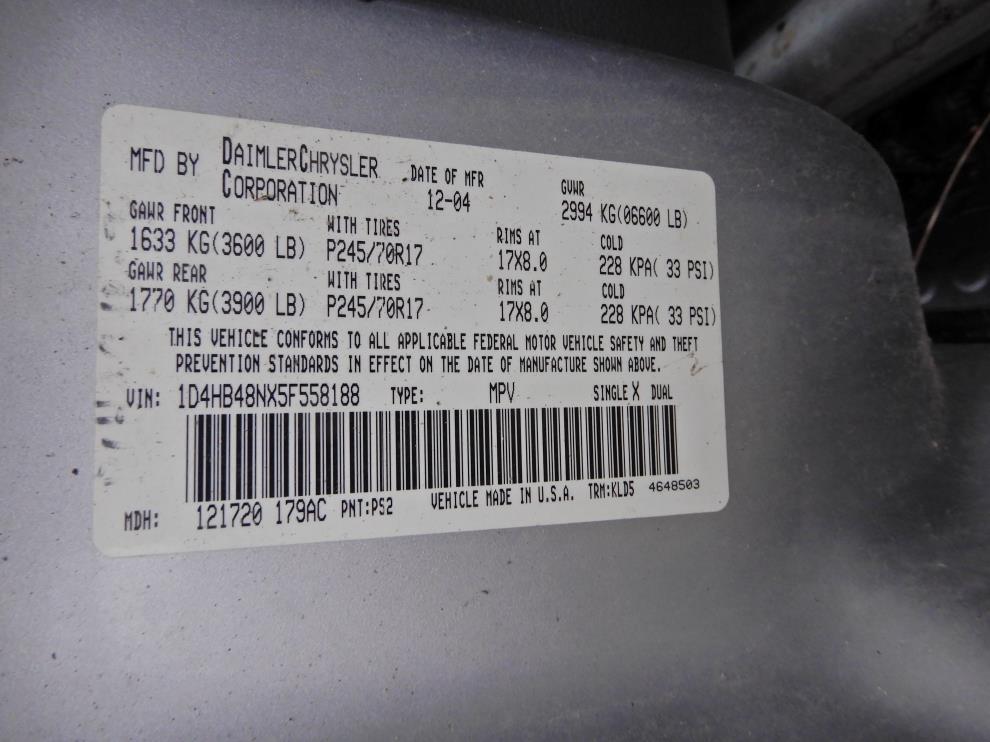 MFD BY DAIMLERCHRYSLER CORPORATION DATE OF MFR 12-04 GVWR 2994 KG(06600 LB)
GAWR FRONT WITH TIRES RIMS AT COLD
1633 KG(3600 LB) P245/70R17 17X8.0 228 KPA( 33 PSI)
GAWR REAR WITH TIRES RIMS AT COLD
1770 KG(3900 LB) P245/70R17 17X8.0 228 KPA( 33 PSI)
THIS VEHICLE CONFORMS TO ALL APPLICABLE FEDERAL MOTOR VEHICLE SAFETY AND THEFT
PREVENTION STANDARDS IN EFFECT ON THE DATE OF MANUFACTURE SHOWN ABOVE.
VIN: 1D4HB48NX5F558188 TYPE: MPV SINGLE X DUAL
MDH: 121720 179AC PNT:PS2 VEHICLE MADE IN U.S.A. TRM:KLD5 4648503